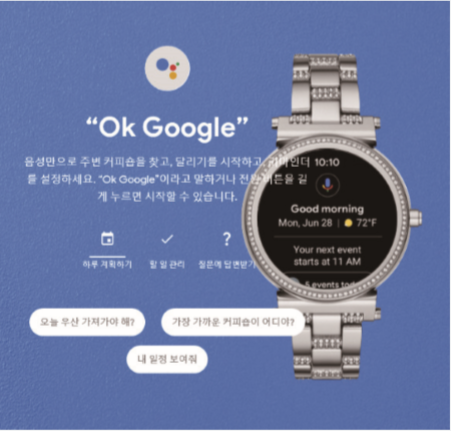 “Ok Google”
음성만으로 주변 커피숍을 찾고, 달리기를 시작하고, 리마인더
를 설정하세요. “Ok Google”이라고 말하거나 전원 버튼을 길
게 누르면 시작할 수 있습니다.
하루 계획하기 할 일 관리 질문에 답변받기
오늘 우산 가져가야 해? 가장 가까운 커피숍이 어디야?
내 일정 보여줘
10:10
Good morning
Mon, Jun 28 | 72°F
Your next event
starts at 11 AM
5 events